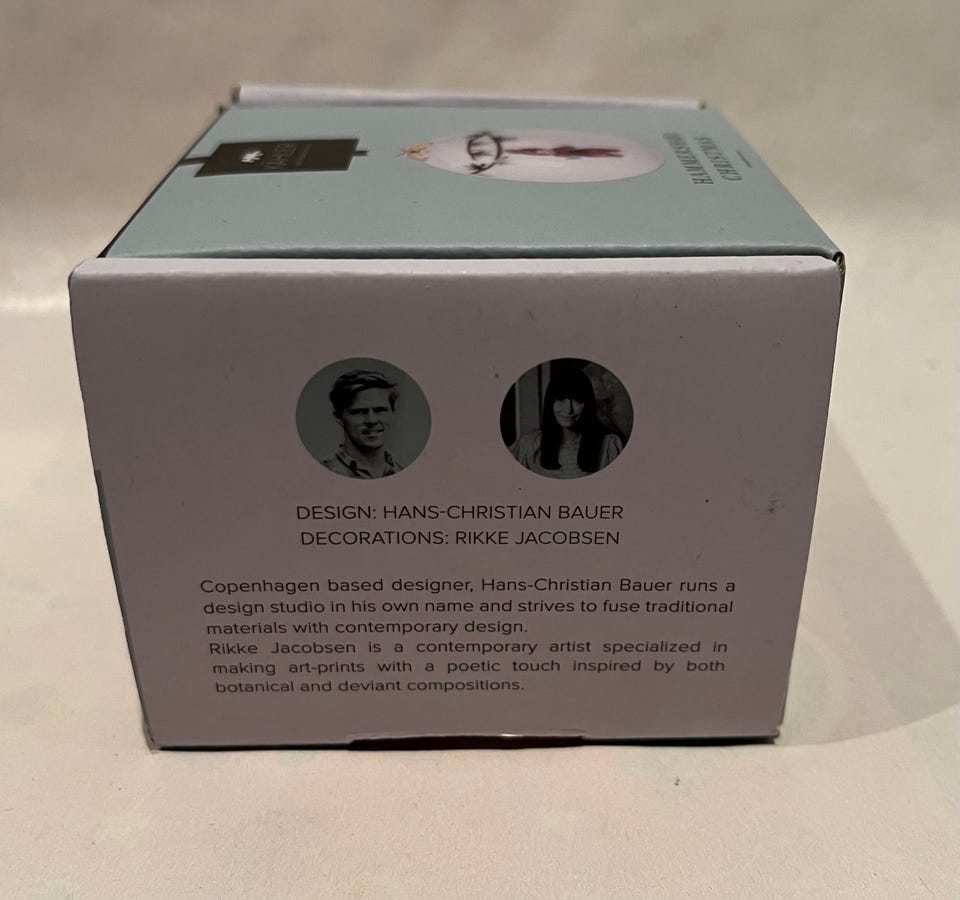 KÄHLER
HAMMERSHØI
CHRISTMAS
DESIGN: HANS-CHRISTIAN BAUER
DECORATIONS: RIKKE JACOBSEN
Copenhagen based designer, Hans-Christian Bauer runs a
design studio in his own name and strives to fuse traditional
materials with contemporary design.
Rikke Jacobsen is a contemporary artist specialized in
making art-prints with a poetic touch inspired by both
botanical and deviant compositions.